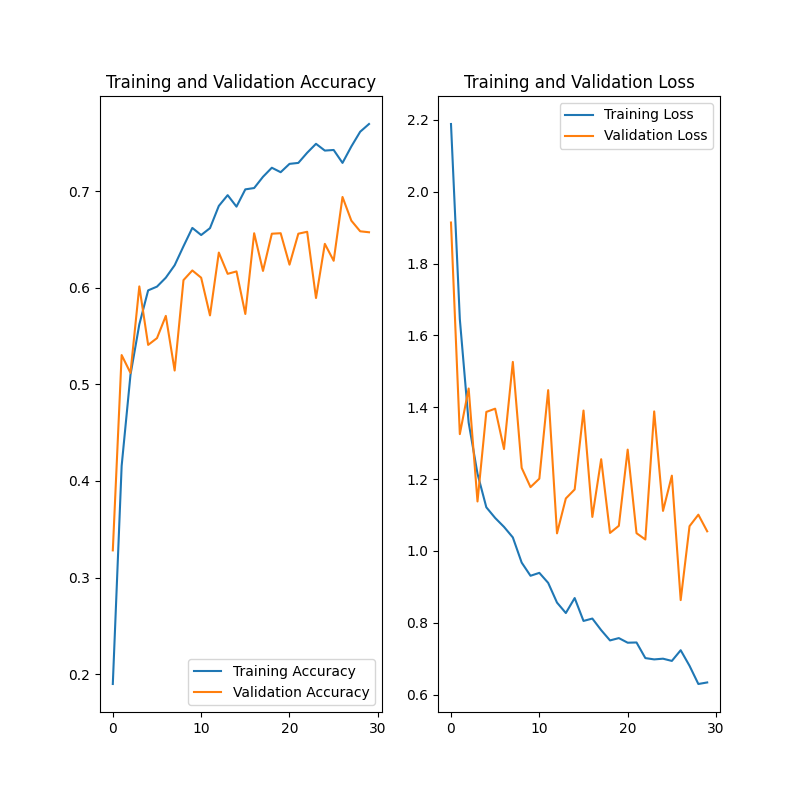 Training and Validation Accuracy
0.7
0.6
0.5
0.4
0.3
0.2
Training Accuracy
Validation Accuracy
0 10 20 30
Training and Validation Loss
Training Loss
Validation Loss
2.2
2.0
1.8
1.6
1.4
1.2
1.0
0.8
0.6
0 10 20 30